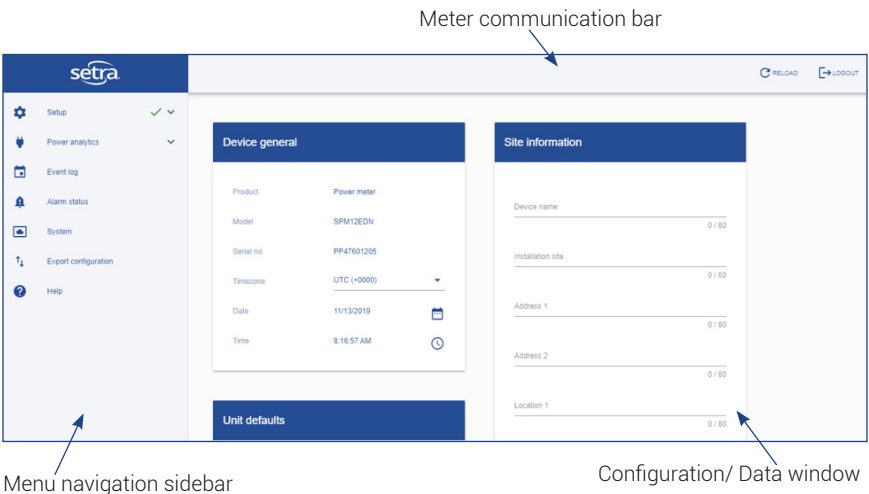 Meter communication bar
setra
RELOAD
LOGOUT
Setup
Power analytics
Event log
Alarm status
System
Export configuration
Help
Device general
Product Power meter
Model SPM12EDN
Serial no. PP47601205
Timezone UTC (+0000)
Date 11/13/2019
Time 8:16:57 AM
Unit defaults
Site information
Device name
0 / 80
Installation site
0 / 80
Address 1
0 / 80
Address 2
0 / 80
Location 1
0 / 80
Menu navigation sidebar
Configuration/ Data window